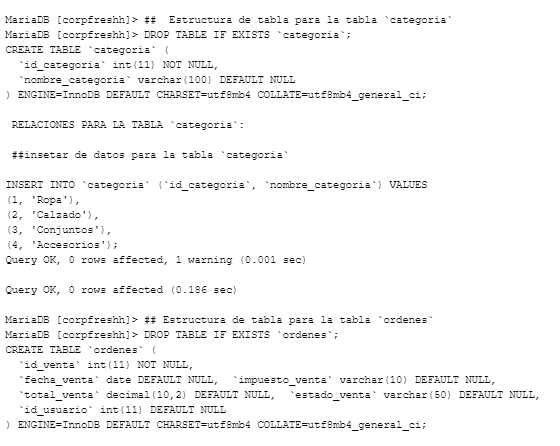 MariaDB [corpfreshh]> ##  Estructura de tabla para la tabla `categoria`
MariaDB [corpfreshh]> DROP TABLE IF EXISTS `categoria`;
CREATE TABLE `categoria` (
  `id_categoria` int(11) NOT NULL,
  `nombre_categoria` varchar(100) DEFAULT NULL
) ENGINE=InnoDB DEFAULT CHARSET=utf8mb4 COLLATE=utf8mb4_general_ci;
 RELACIONES PARA LA TABLA `categoria`:
 ##insetar de datos para la tabla `categoria`
INSERT INTO `categoria` (`id_categoria`, `nombre_categoria`) VALUES
(1, 'Ropa'),
(2, 'Calzado'),
(3, 'Conjuntos'),
(4, 'Accesorios');
Query OK, 0 rows affected, 1 warning (0.001 sec)
Query OK, 0 rows affected (0.186 sec)
MariaDB [corpfreshh]> ## Estructura de tabla para la tabla `ordenes`
MariaDB [corpfreshh]> DROP TABLE IF EXISTS `ordenes`;
CREATE TABLE `ordenes` (
  `id_venta` int(11) NOT NULL,
  `fecha_venta` date DEFAULT NULL,  `impuesto_venta` varchar(10) DEFAULT NULL,
  `total_venta` decimal(10,2) DEFAULT NULL,  `estado_venta` varchar(50) DEFAULT NULL,
  `id_usuario` int(11) DEFAULT NULL
) ENGINE=InnoDB DEFAULT CHARSET=utf8mb4 COLLATE=utf8mb4_general_ci;